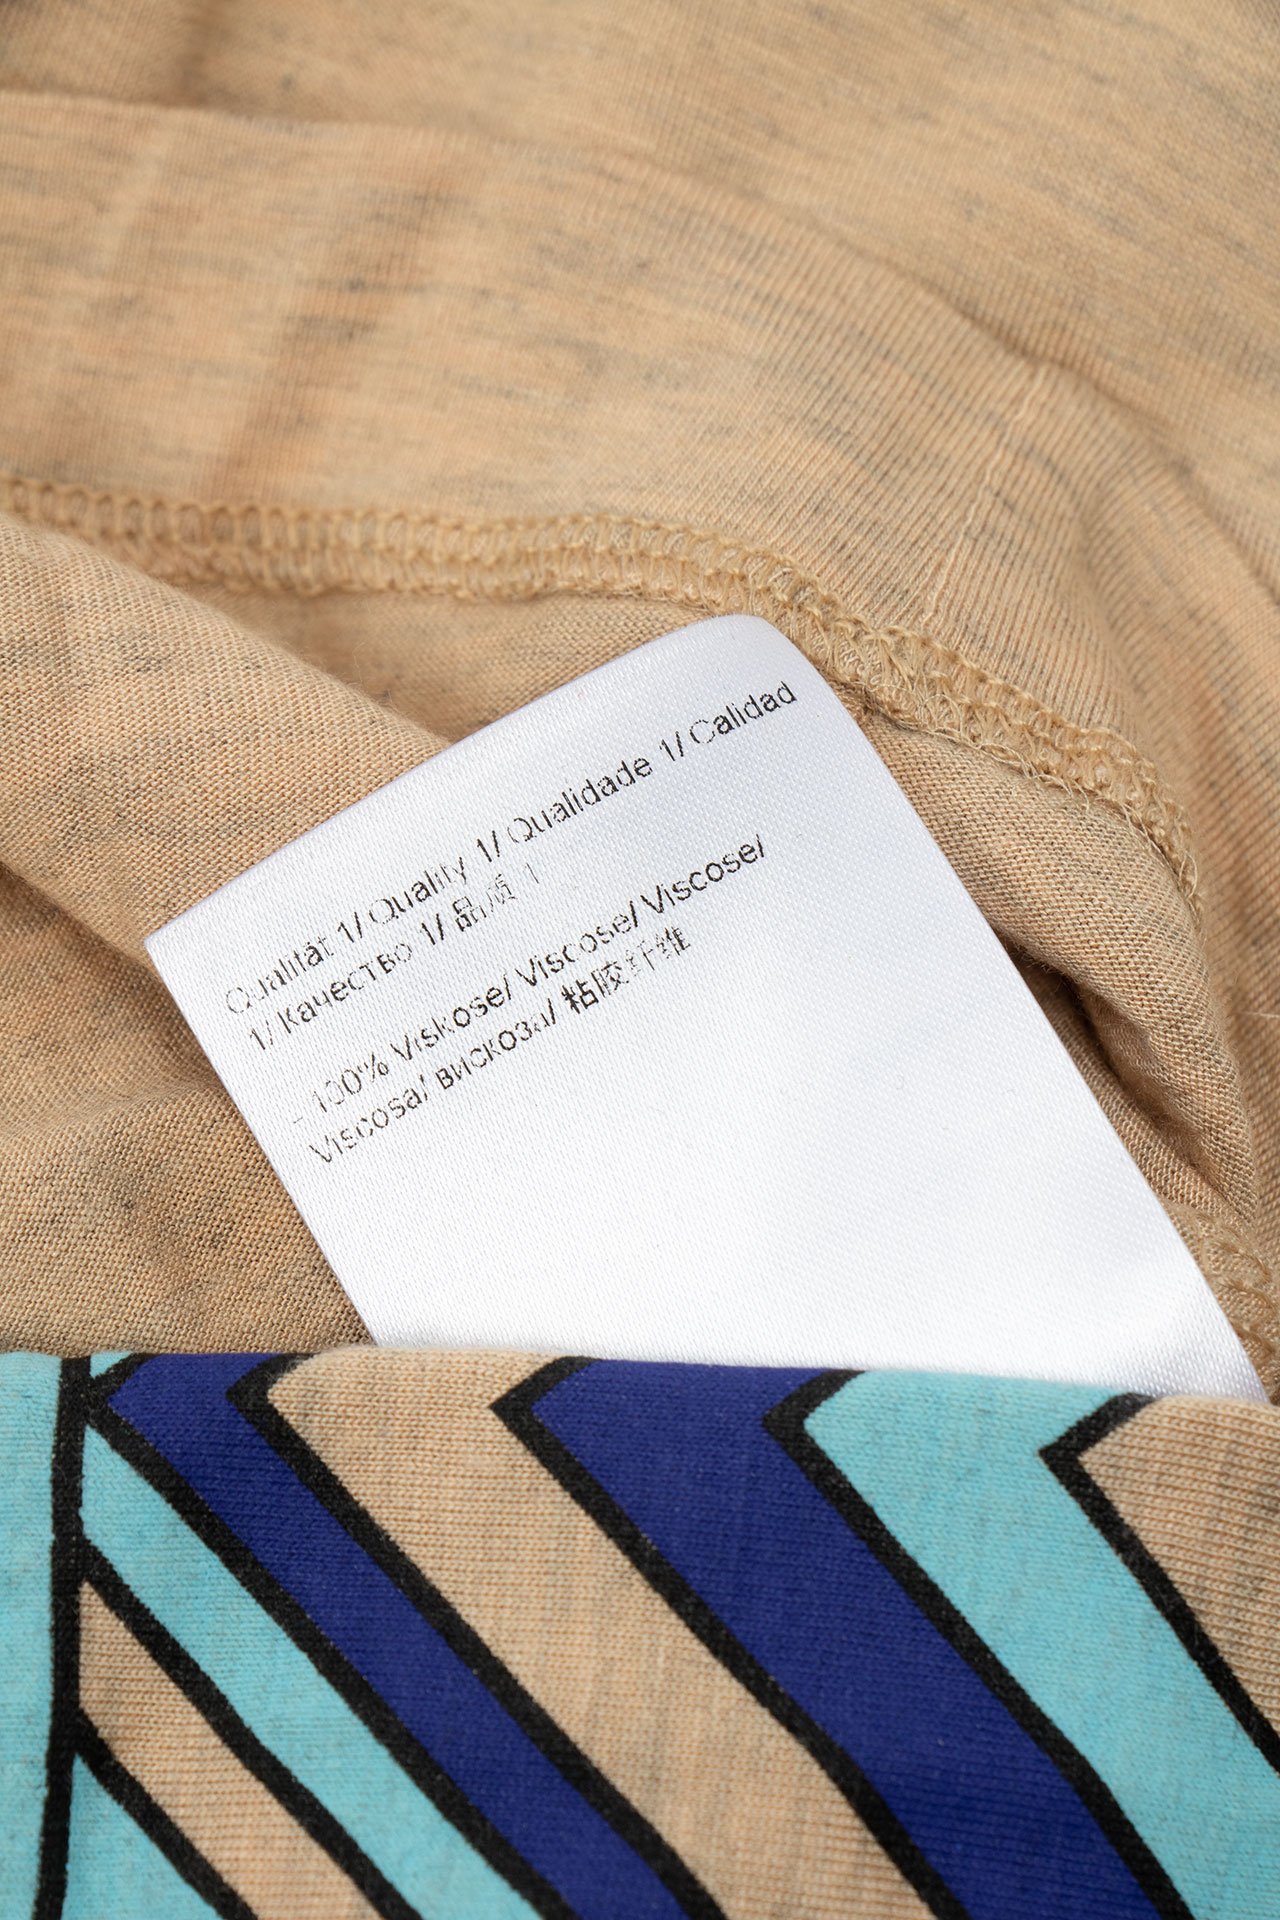 Qualität 1/ Quality 1/ Qualidade 1/ Calidad
1/ Качество 1/ 品质 1
- 100% Viskose/ Viscose/ Viscose/
Viscosa/ вискоза/ 粘胶纤维